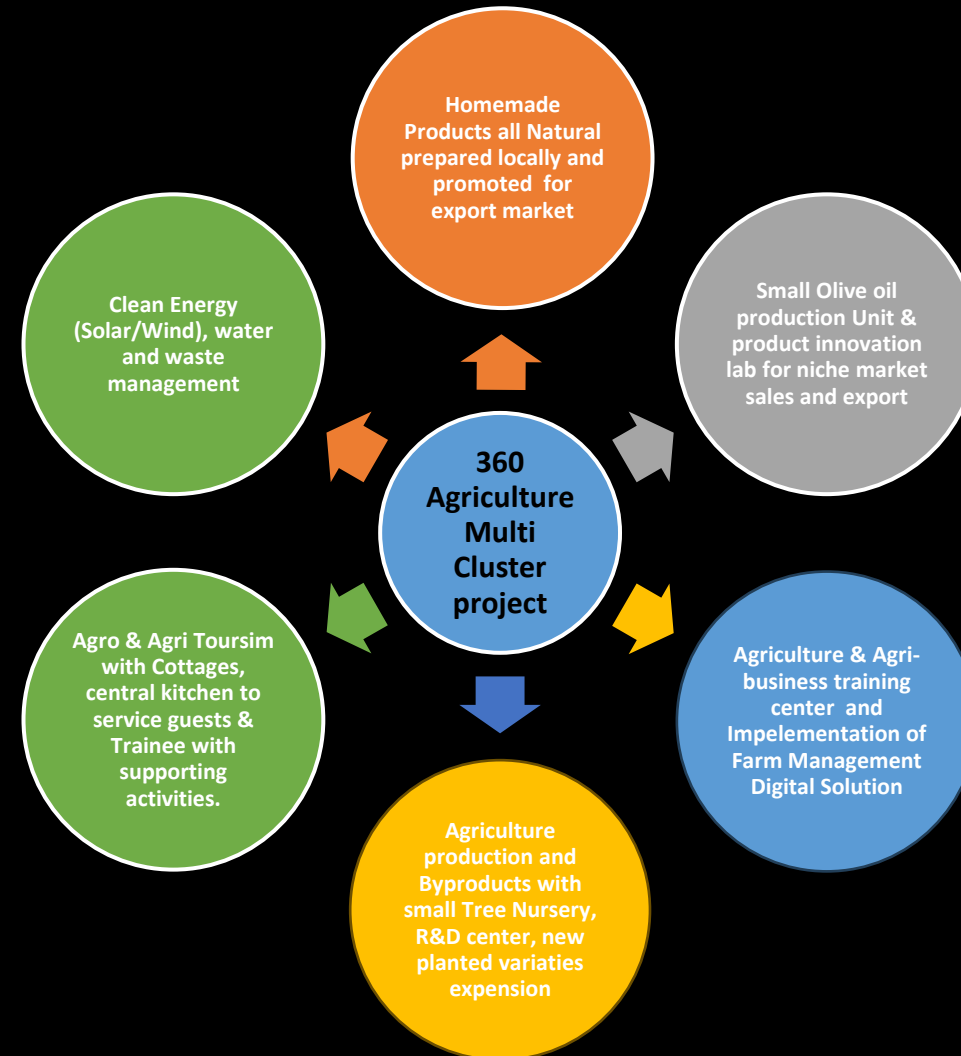 Homemade
Products all Natural
prepared locally and
promoted for
export market
Small Olive oil
production Unit &
product innovation
lab for niche market
sales and export
Agriculture & Agri-
business training
center and
Impelementation of
Farm Management
Digital Solution
Agriculture
production and
Byproducts with
small Tree Nursery,
R&D center, new
planted variaties
expension
Agro & Agri Toursim
with Cottages,
central kitchen to
service guests &
Trainee with
supporting
activities.
Clean Energy
(Solar/Wind), water
and waste
management
360
Agriculture
Multi
Cluster
project